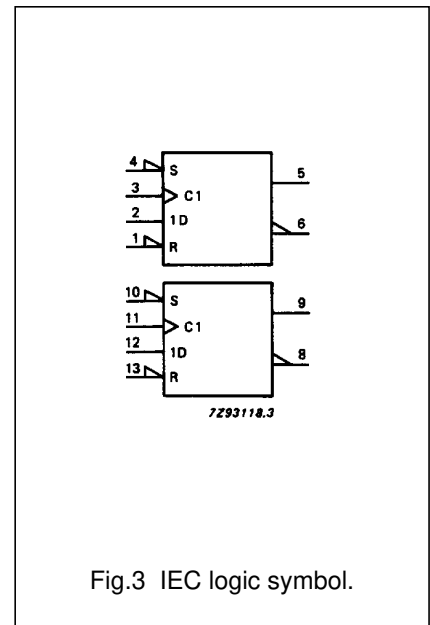 4 S 5
3 C1
2 1D 6
1 R
10 S 9
11 C1
12 1D 8
13 R
7Z93118.3
Fig.3 IEC logic symbol.